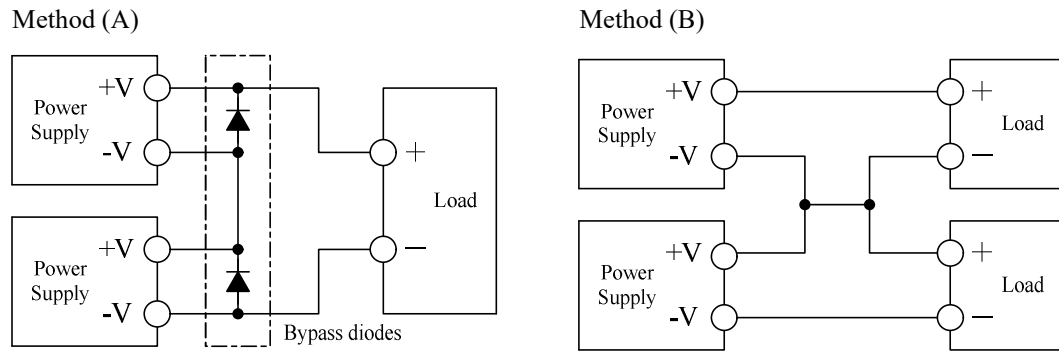 Method (A)
+V
Power
Supply
-V
+V
Power
Supply
-V
+
Load
−
Bypass diodes
Method (B)
+V
Power
Supply
-V
+V
Power
Supply
-V
+
Load
−
+
Load
−